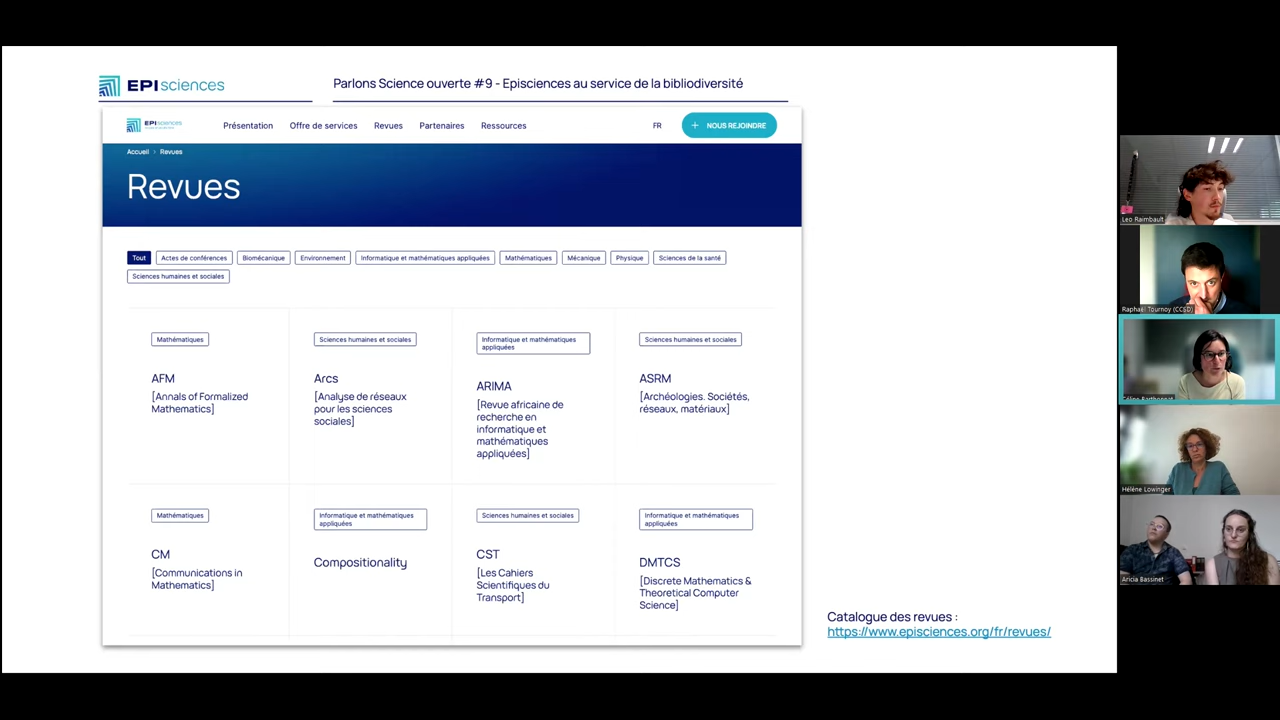 EPIsciences
Parlons Science ouverte #9 - Episciences au service de la bibliodiversité
EPIsciences
Présentation
Offre de services
Revues
Partenaires
Ressources
FR
+ NOUS REJOINDRE
Accueil > Revues
Revues
Tout
Actes de conférences
Biomécanique
Environnement
Informatique et mathématiques appliquées
Mathématiques
Mécanique
Physique
Sciences de la santé
Sciences humaines et sociales
Mathématiques
AFM
[Annals of Formalized
Mathematics]
Sciences humaines et sociales
Arcs
[Analyse de réseaux
pour les sciences
sociales]
Informatique et mathématiques
appliquées
ARIMA
[Revue africaine de
recherche en
informatique et
mathématiques
appliquées]
Sciences humaines et sociales
ASRM
[Archéologies. Sociétés,
réseaux, matériaux]
Mathématiques
CM
[Communications in
Mathematics]
Informatique et mathématiques
appliquées
Compositionality
Sciences humaines et sociales
CST
[Les Cahiers
Scientifiques du
Transport]
Informatique et mathématiques
appliquées
DMTCS
[Discrete Mathematics &
Theoretical Computer
Science]
Catalogue des revues :
https://www.episciences.org/fr/revues/
Leo Raimbault
Raphaël Tournoy (CCSD)
Hélène Lowinger
Aricia Bassinet